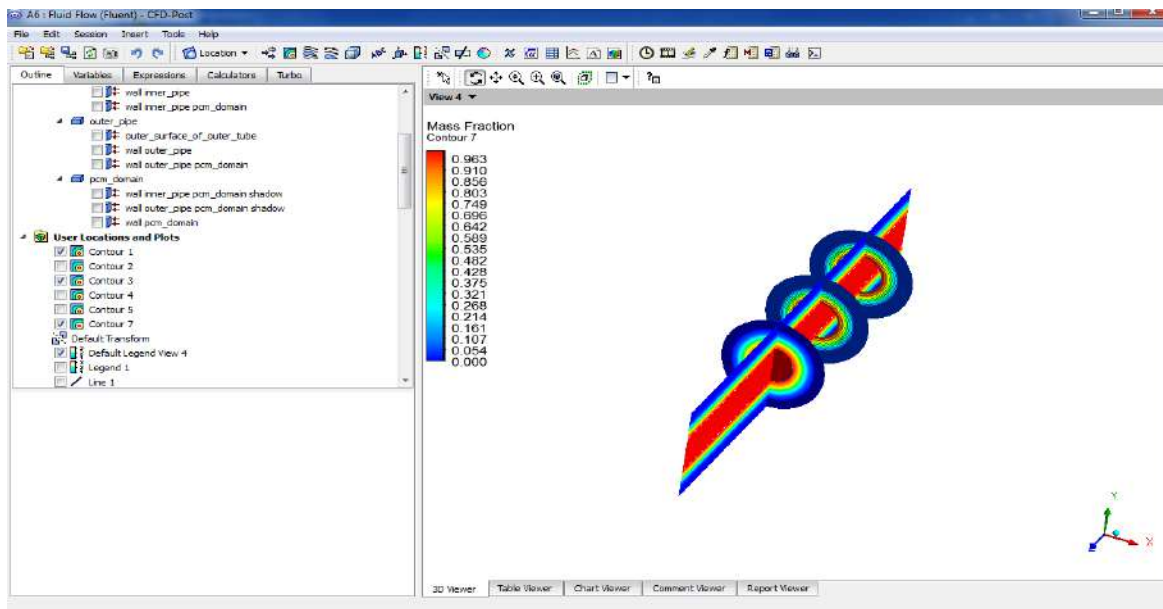 A6 : Fluid Flow (Fluent) - CFD-Post
File Edit Session Insert Tools Help
Location
Outline Variables Expressions Calculators Turbo
wall inner_pipe
wall inner_pipe pcm_domain
outer_pipe
outer_surface_of_outer_tube
wall outer_pipe
wall outer_pipe pcm_domain
pcm_domain
wall inner_pipe pcm_domain shadow
wall outer_pipe pcm_domain shadow
wall pcm_domain
User Locations and Plots
Contour 1
Contour 2
Contour 3
Contour 4
Contour 5
Contour 7
Default Transform
Default Legend View 4
Legend 1
Line 1
View 4
Mass Fraction
Contour 7
0.963
0.910
0.856
0.803
0.749
0.696
0.642
0.589
0.535
0.482
0.428
0.375
0.321
0.268
0.214
0.161
0.107
0.054
0.000
Y
X
3D Viewer Table Viewer Chart Viewer Comment Viewer Report Viewer